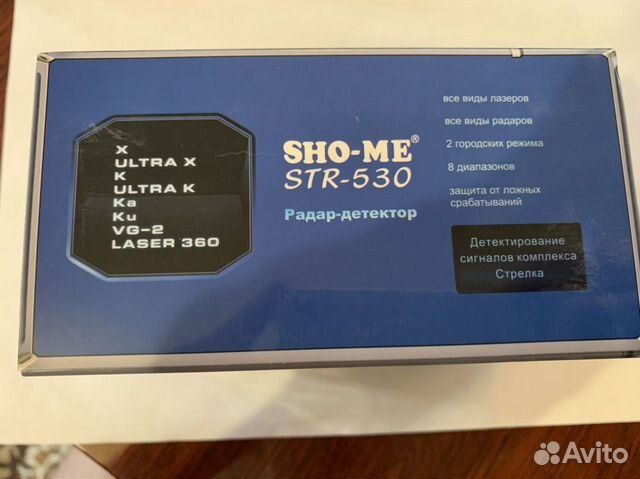 X
ULTRA X
K
ULTRA K
Ka
Ku
VG-2
LASER 360
SHO-ME®
STR-530
Радар-детектор
все виды лазеров
все виды радаров
2 городских режима
8 диапазонов
защита от ложных
срабатываний
Детектирование
сигналов комплекса
Стрелка
Avito